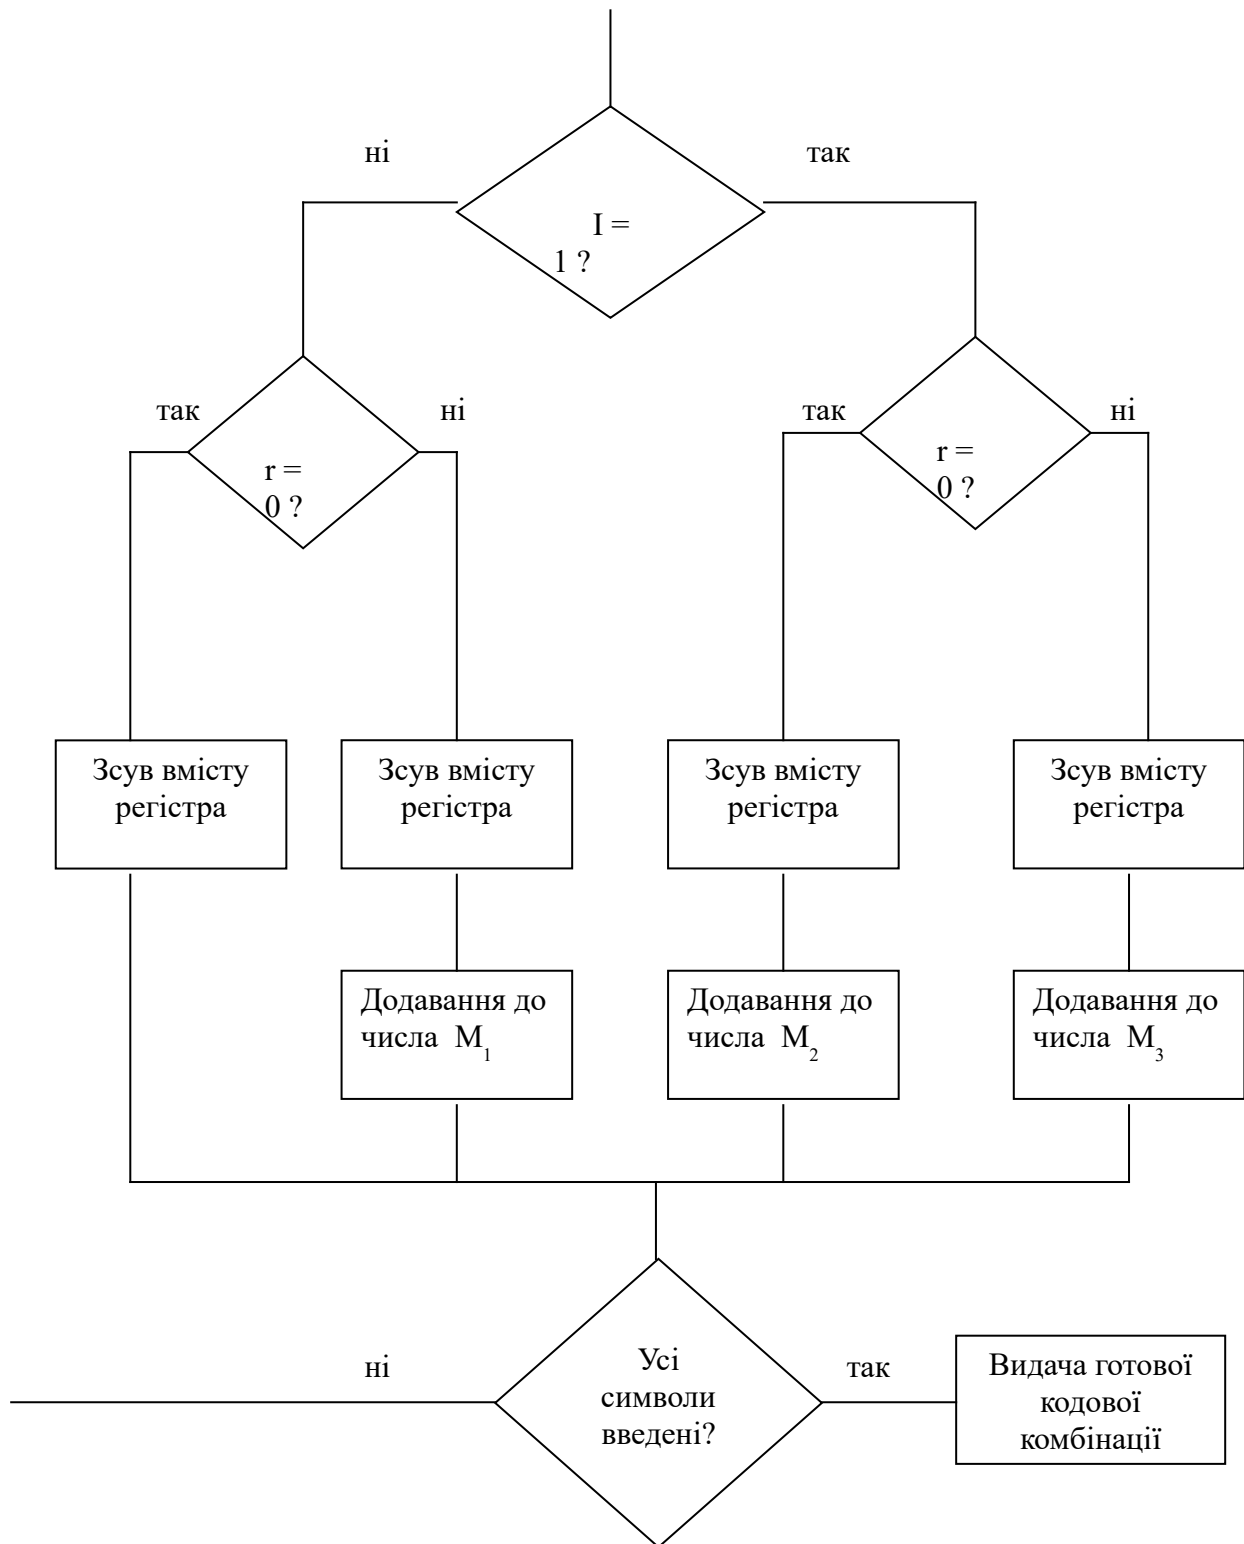 ні
так
I =
1 ?
так
ні
так
ні
r =
0 ?
r =
0 ?
Зсув вмісту
регістра
Зсув вмісту
регістра
Зсув вмісту
регістра
Зсув вмісту
регістра
Додавання до
числа M₁
Додавання до
числа M₂
Додавання до
числа M₃
ні
Усі
символи
введені?
так
Видача готової
кодової
комбінації